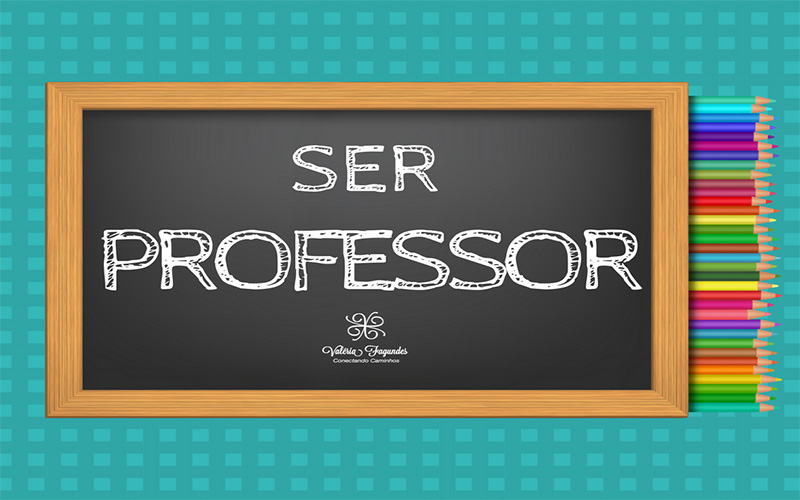 SER
PROFESSOR
Valéria Fagundes
Conectando Caminhos